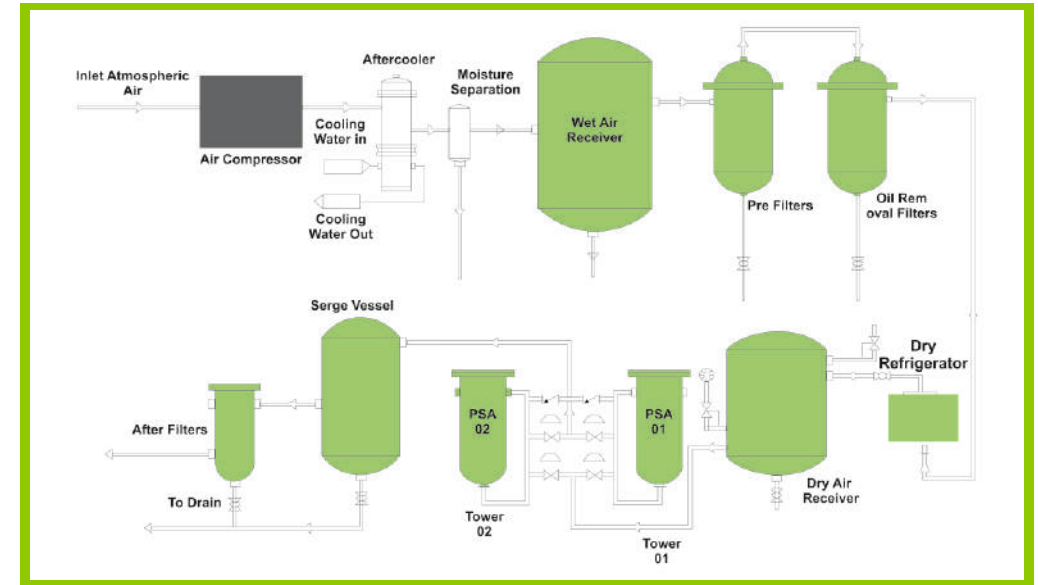 Inlet Atmospheric
Air
Air Compressor
Aftercooler
Cooling
Water in
Cooling
Water Out
Moisture
Separation
Wet Air
Receiver
Pre Filters
Oil Rem
oval Filters
Serge Vessel
After Filters
To Drain
PSA
02
Tower
02
PSA
01
Tower
01
Dry Air
Receiver
Dry
Refrigerator